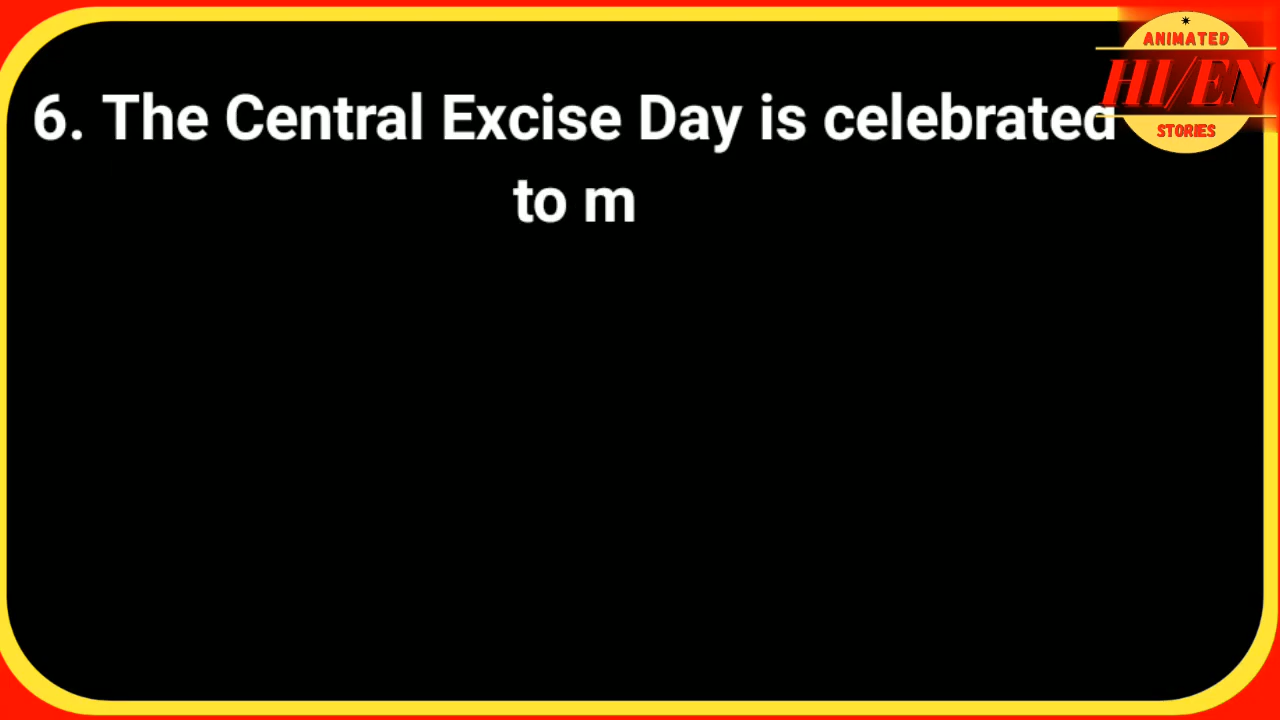 6. The Central Excise Day is celebrated
to m
ANIMATED
HI/EN
STORIES